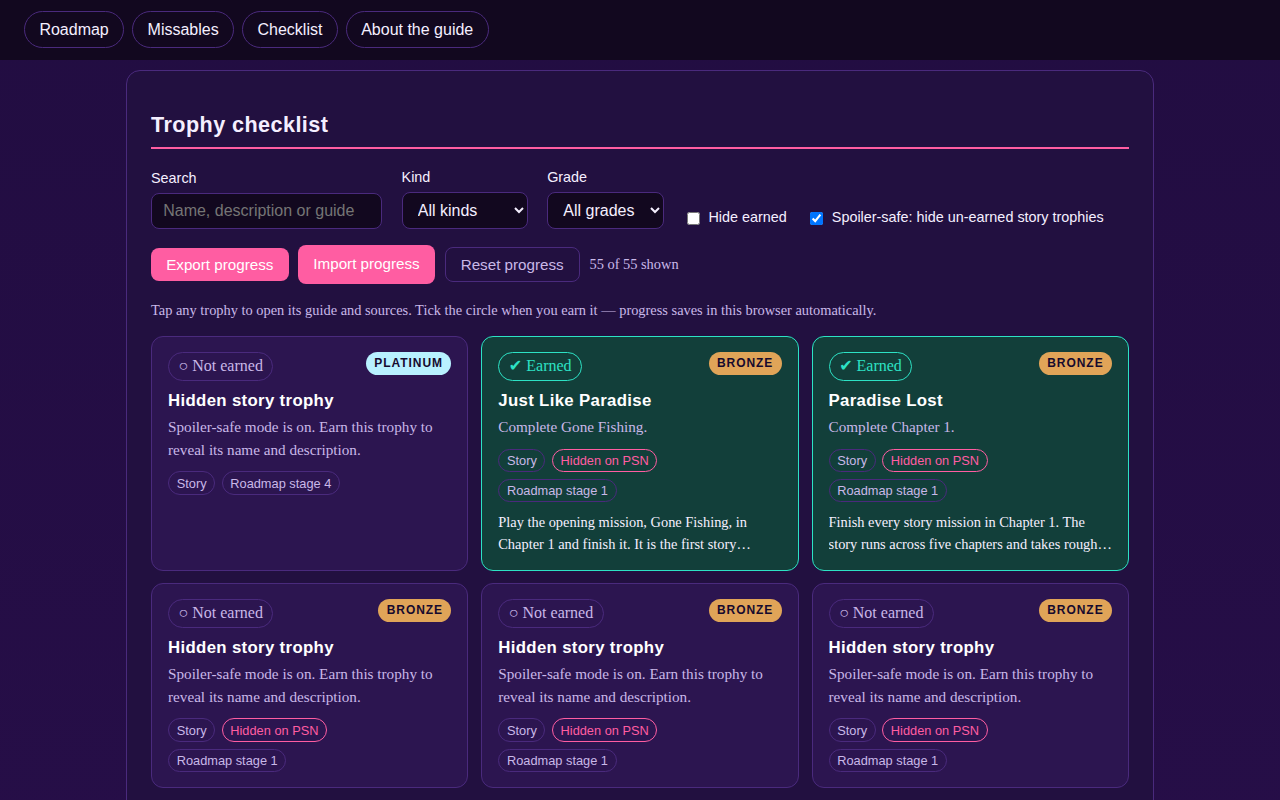 Roadmap Missables Checklist About the guide
Trophy checklist
Search Kind Grade
Name, description or guide All kinds All grades Hide earned Spoiler-safe: hide un-earned story trophies
Export progress Import progress Reset progress 55 of 55 shown
Tap any trophy to open its guide and sources. Tick the circle when you earn it — progress saves in this browser automatically.
○ Not earned PLATINUM
Hidden story trophy
Spoiler-safe mode is on. Earn this trophy to
reveal its name and description.
Story Roadmap stage 4
✔ Earned BRONZE
Just Like Paradise
Complete Gone Fishing.
Story Hidden on PSN
Roadmap stage 1
Play the opening mission, Gone Fishing, in
Chapter 1 and finish it. It is the first story…
✔ Earned BRONZE
Paradise Lost
Complete Chapter 1.
Story Hidden on PSN
Roadmap stage 1
Finish every story mission in Chapter 1. The
story runs across five chapters and takes rough…
○ Not earned BRONZE
Hidden story trophy
Spoiler-safe mode is on. Earn this trophy to
reveal its name and description.
Story Hidden on PSN
Roadmap stage 1
○ Not earned BRONZE
Hidden story trophy
Spoiler-safe mode is on. Earn this trophy to
reveal its name and description.
Story Hidden on PSN
Roadmap stage 1
○ Not earned BRONZE
Hidden story trophy
Spoiler-safe mode is on. Earn this trophy to
reveal its name and description.
Story Hidden on PSN
Roadmap stage 1